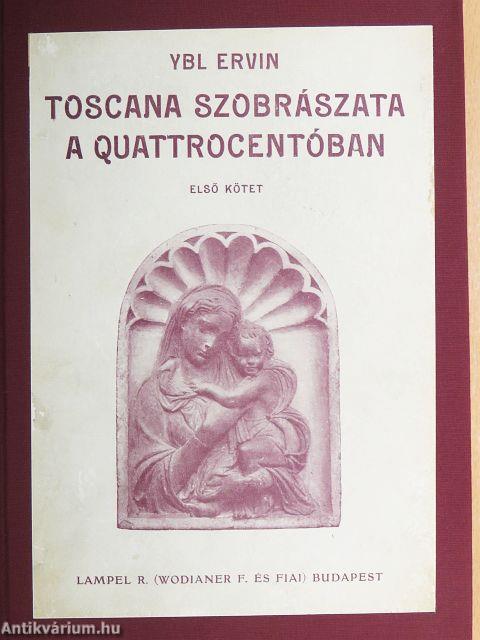 YBL ERVIN
TOSCANA SZOBRÁSZATA
A QUATTROCENTÓBAN
ELSŐ KÖTET
LAMPEL R. (WODIANER F. ÉS FIAI) BUDAPEST
Antikvárium.hu